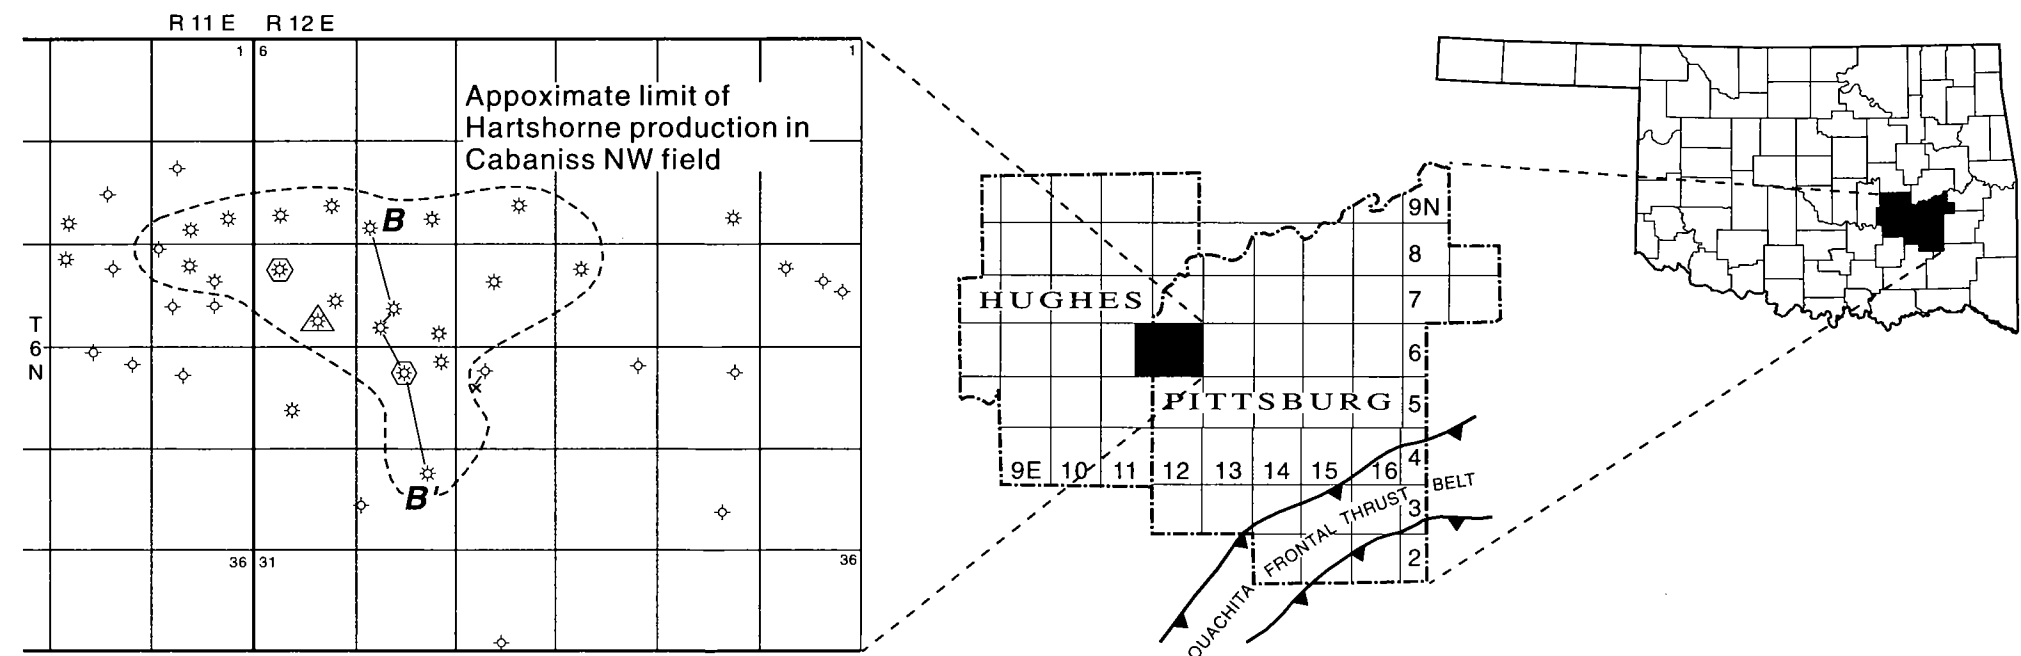 R 11 E R 12 E
1 6 1
Appoximate limit of
Hartshorne production in
Cabaniss NW field
B
T
6
N
B'
36 31 36
9N
8
HUGHES 7
6
PITTSBURG 5
4
9E 10 11 12 13 14 15 16
3
2
OUACHITA FRONTAL THRUST BELT